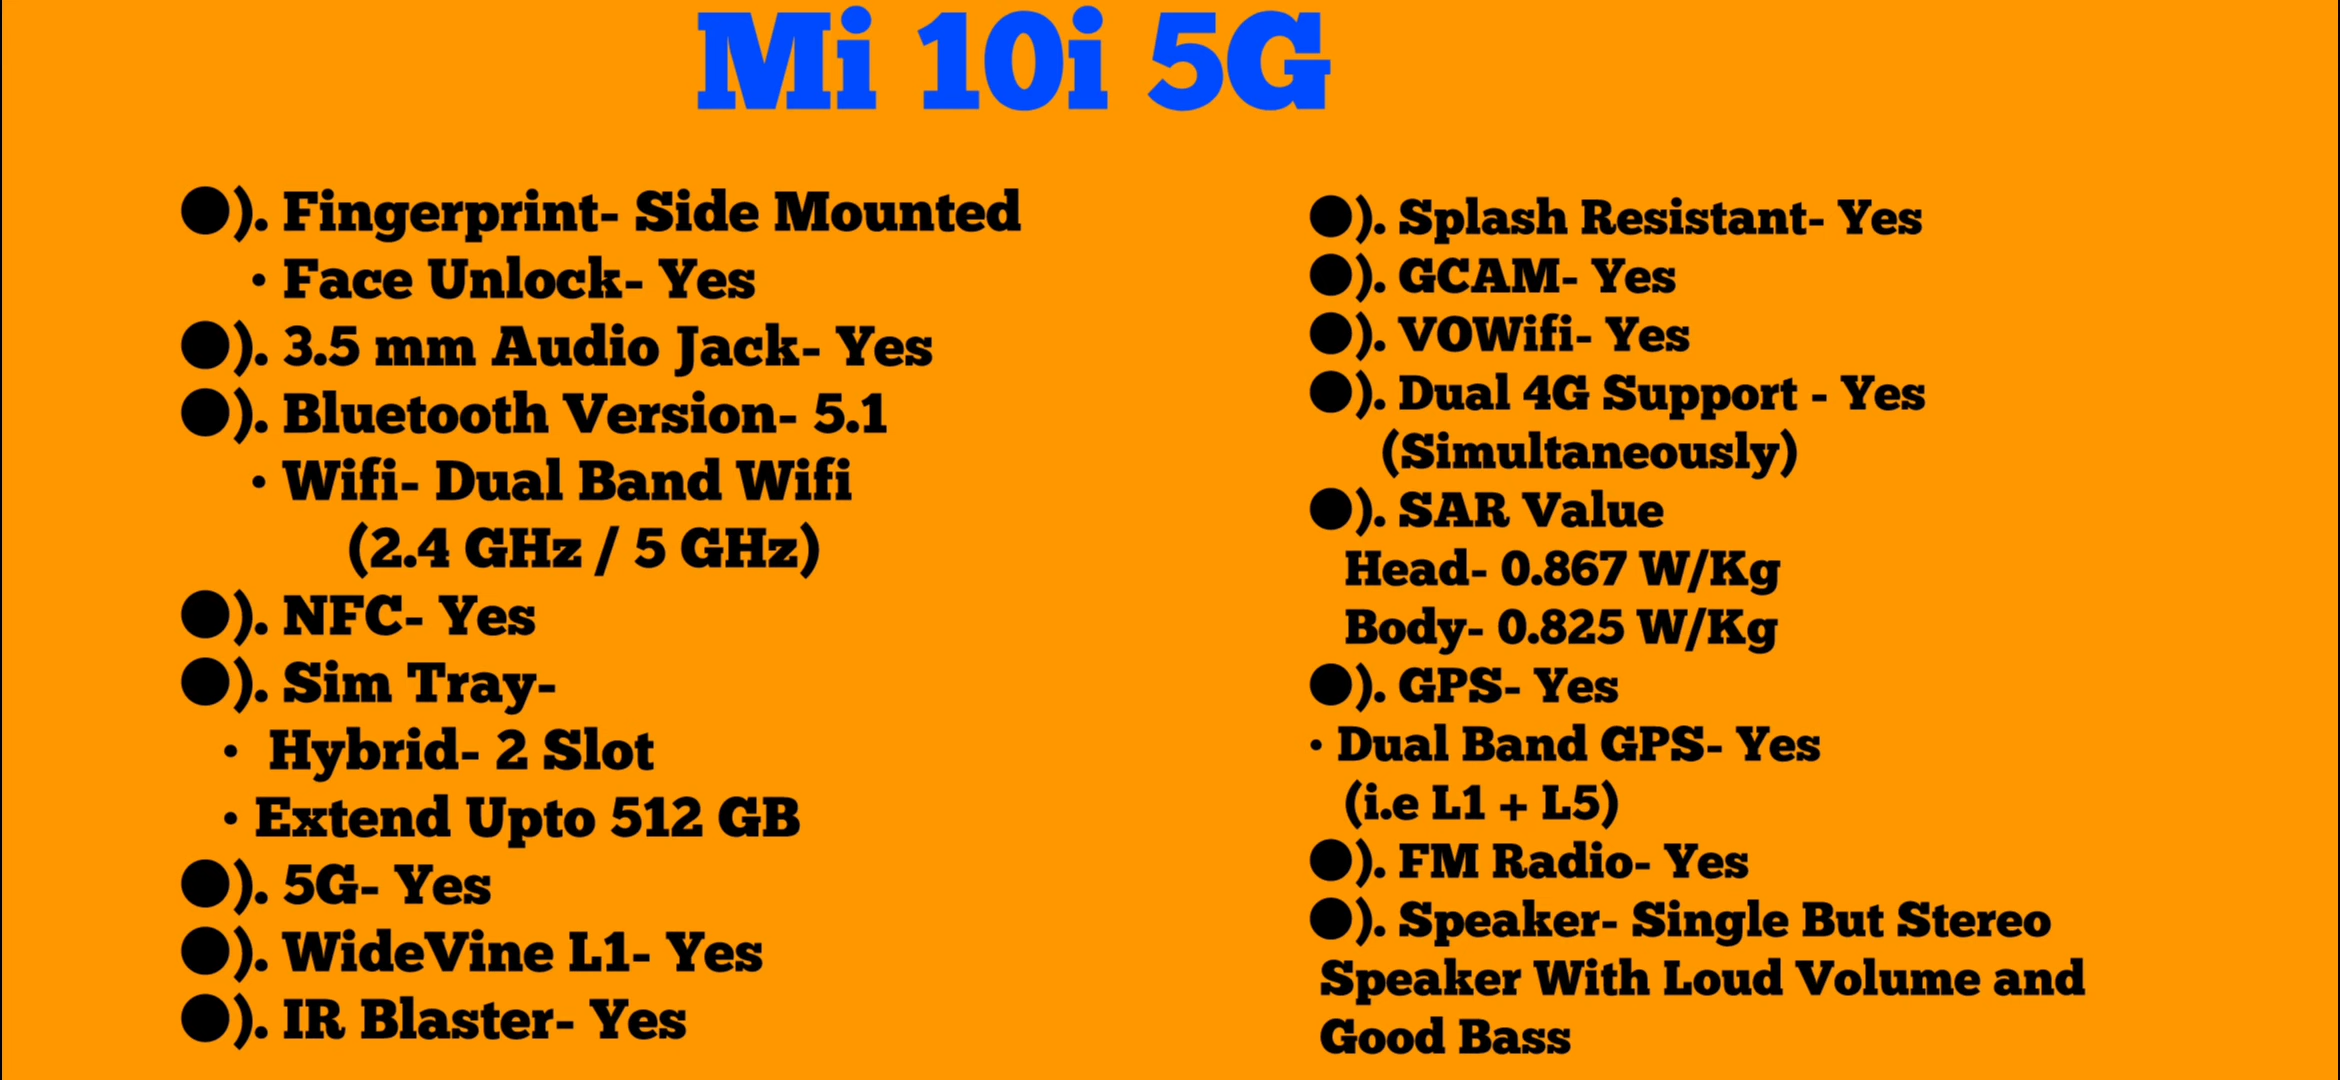 Mi 10i 5G
●). Fingerprint- Side Mounted
• Face Unlock- Yes
●). 3.5 mm Audio Jack- Yes
●). Bluetooth Version- 5.1
• Wifi- Dual Band Wifi
(2.4 GHz / 5 GHz)
●). NFC- Yes
●). Sim Tray-
• Hybrid- 2 Slot
• Extend Upto 512 GB
●). 5G- Yes
●). WideVine L1- Yes
●). IR Blaster- Yes
●). Splash Resistant- Yes
●). GCAM- Yes
●). VOWifi- Yes
●). Dual 4G Support - Yes
(Simultaneously)
●). SAR Value
Head- 0.867 W/Kg
Body- 0.825 W/Kg
●). GPS- Yes
• Dual Band GPS- Yes
(i.e L1 + L5)
●). FM Radio- Yes
●). Speaker- Single But Stereo
Speaker With Loud Volume and
Good Bass